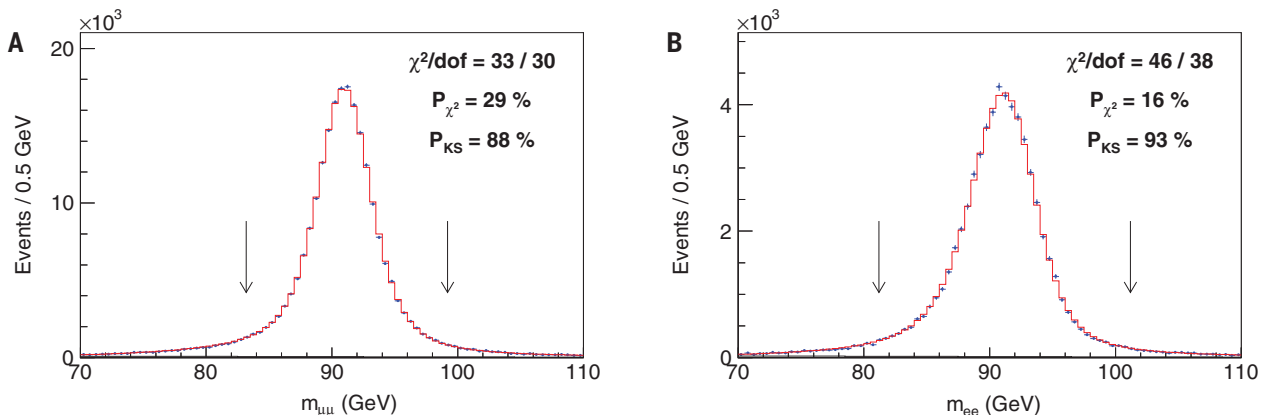 A
×10³
20
10
0
Events / 0.5 GeV
χ²/dof = 33 / 30
P_χ² = 29 %
P_KS = 88 %
70 80 90 100 110
m_μμ (GeV)
B
×10³
4
2
0
Events / 0.5 GeV
χ²/dof = 46 / 38
P_χ² = 16 %
P_KS = 93 %
70 80 90 100 110
m_ee (GeV)